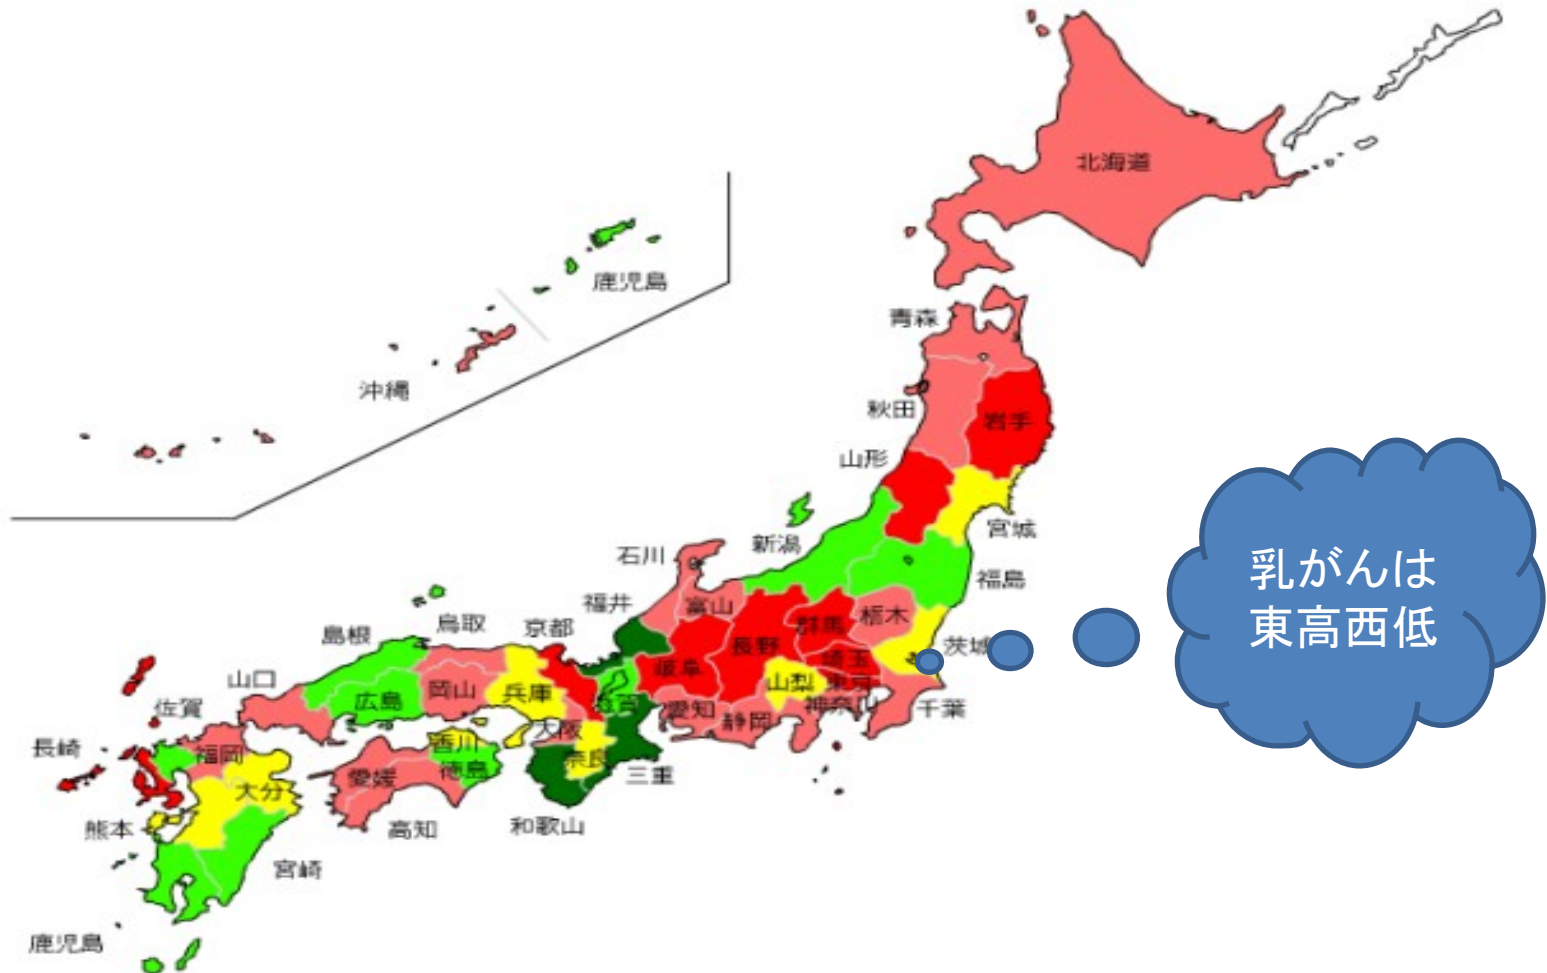 北海道
青森
秋田
岩手
山形
宮城
新潟
福島
石川
富山
福井
栃木
群馬
長野
埼玉
茨城
岐阜
山梨
東京
神奈川
千葉
愛知
静岡
鳥取
京都
島根
兵庫
滋賀
岡山
広島
山口
大阪
奈良
三重
和歌山
香川
徳島
愛媛
高知
佐賀
福岡
長崎
大分
熊本
宮崎
鹿児島
鹿児島
沖縄
乳がんは
東高西低